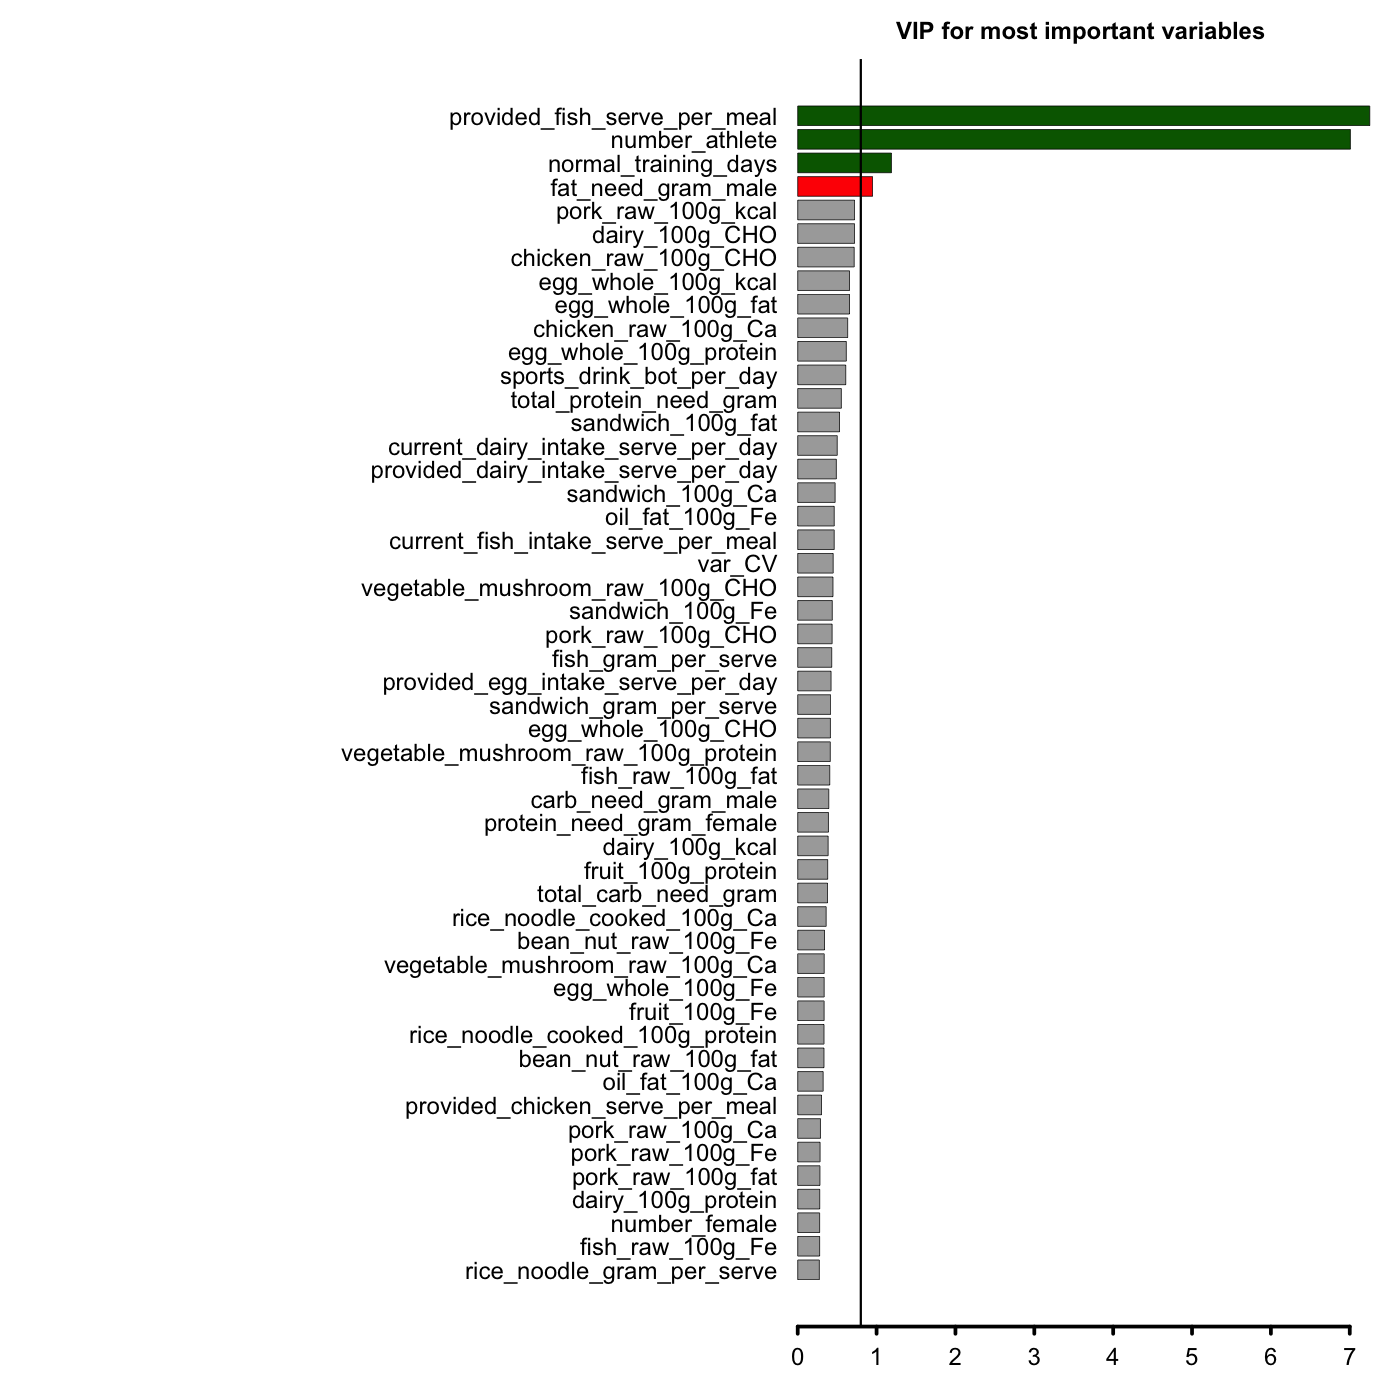 VIP for most important variables
provided_fish_serve_per_meal
number_athlete
normal_training_days
fat_need_gram_male
pork_raw_100g_kcal
dairy_100g_CHO
chicken_raw_100g_CHO
egg_whole_100g_kcal
egg_whole_100g_fat
chicken_raw_100g_Ca
egg_whole_100g_protein
sports_drink_bot_per_day
total_protein_need_gram
sandwich_100g_fat
current_dairy_intake_serve_per_day
provided_dairy_intake_serve_per_day
sandwich_100g_Ca
oil_fat_100g_Fe
current_fish_intake_serve_per_meal
var_CV
vegetable_mushroom_raw_100g_CHO
sandwich_100g_Fe
pork_raw_100g_CHO
fish_gram_per_serve
provided_egg_intake_serve_per_day
sandwich_gram_per_serve
egg_whole_100g_CHO
vegetable_mushroom_raw_100g_protein
fish_raw_100g_fat
carb_need_gram_male
protein_need_gram_female
dairy_100g_kcal
fruit_100g_protein
total_carb_need_gram
rice_noodle_cooked_100g_Ca
bean_nut_raw_100g_Fe
vegetable_mushroom_raw_100g_Ca
egg_whole_100g_Fe
fruit_100g_Fe
rice_noodle_cooked_100g_protein
bean_nut_raw_100g_fat
oil_fat_100g_Ca
provided_chicken_serve_per_meal
pork_raw_100g_Ca
pork_raw_100g_Fe
pork_raw_100g_fat
dairy_100g_protein
number_female
fish_raw_100g_Fe
rice_noodle_gram_per_serve
0 1 2 3 4 5 6 7